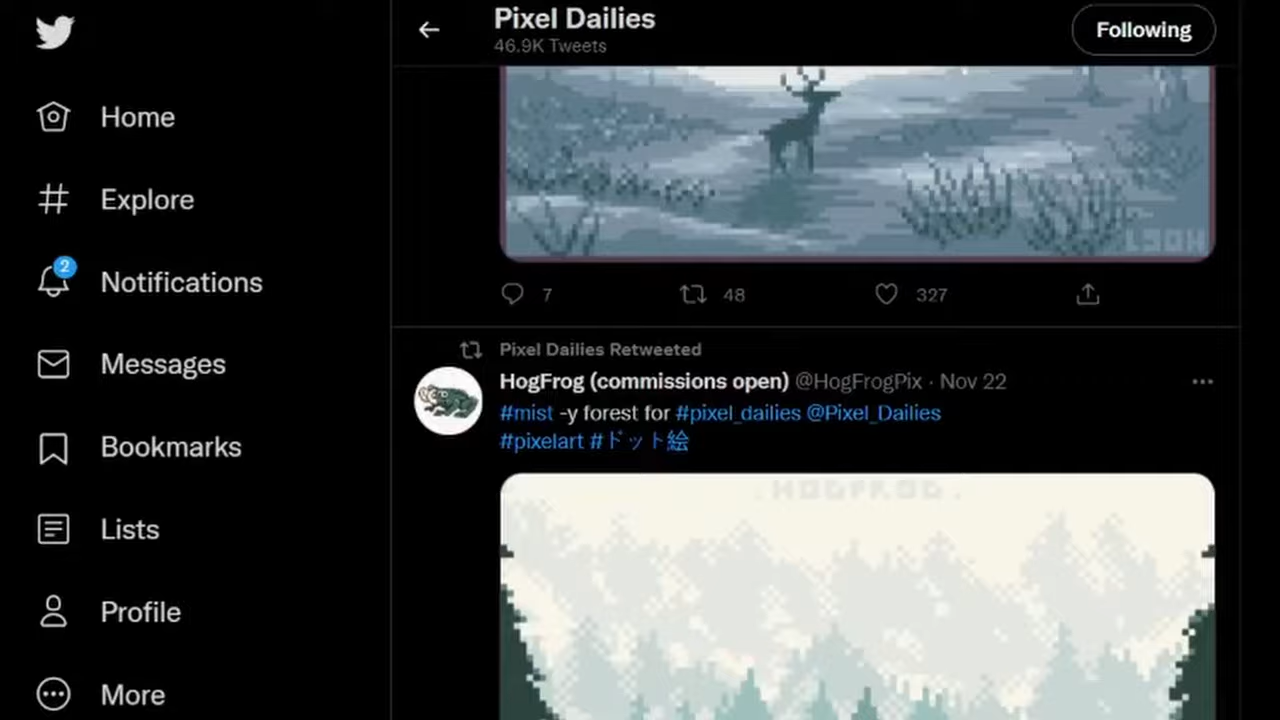 Pixel Dailies
46.9K Tweets
Following
Home
Explore
2
Notifications
Messages
Bookmarks
Lists
Profile
More
7
48
327
Pixel Dailies Retweeted
HogFrog (commissions open) @HogFrogPix · Nov 22
#mist -y forest for #pixel_dailies @Pixel_Dailies
#pixelart #ドット絵
.HOGFROG.